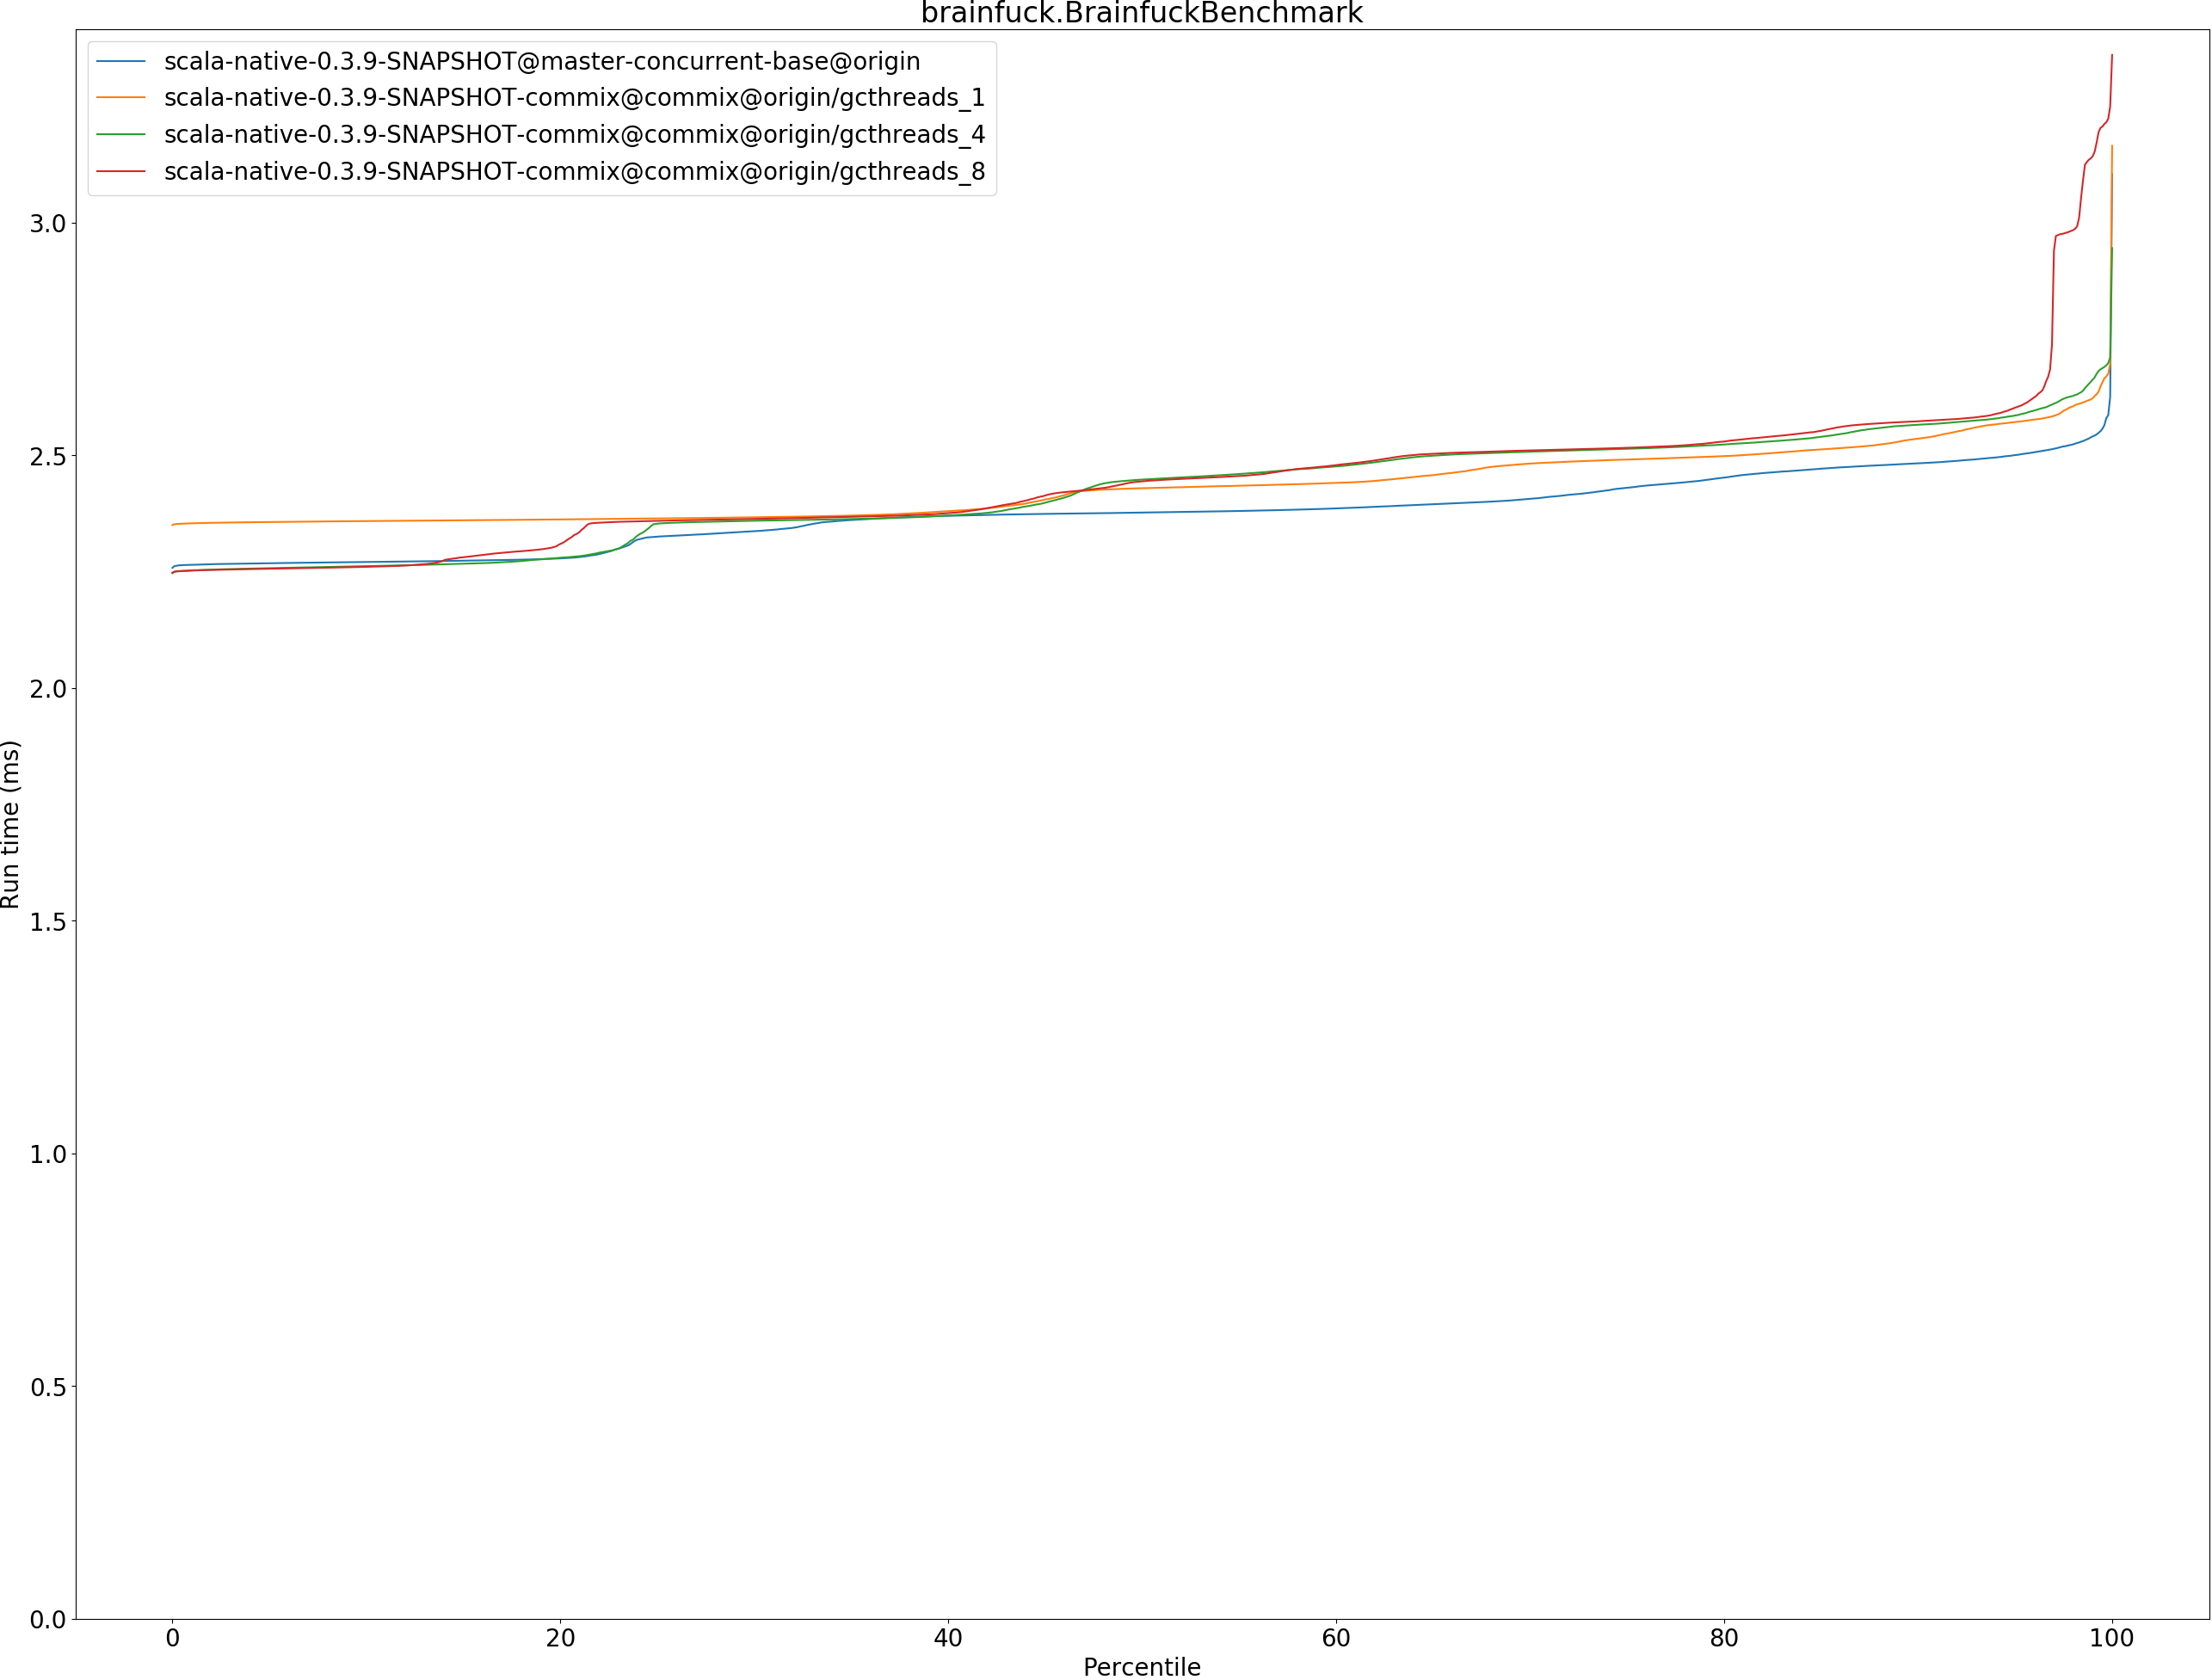 brainfuck.BrainfuckBenchmark
scala-native-0.3.9-SNAPSHOT@master-concurrent-base@origin
scala-native-0.3.9-SNAPSHOT-commix@commix@origin/gcthreads_1
scala-native-0.3.9-SNAPSHOT-commix@commix@origin/gcthreads_4
scala-native-0.3.9-SNAPSHOT-commix@commix@origin/gcthreads_8
3.0
2.5
2.0
1.5
1.0
0.5
0.0
Run time (ms)
0 20 40 60 80 100
Percentile